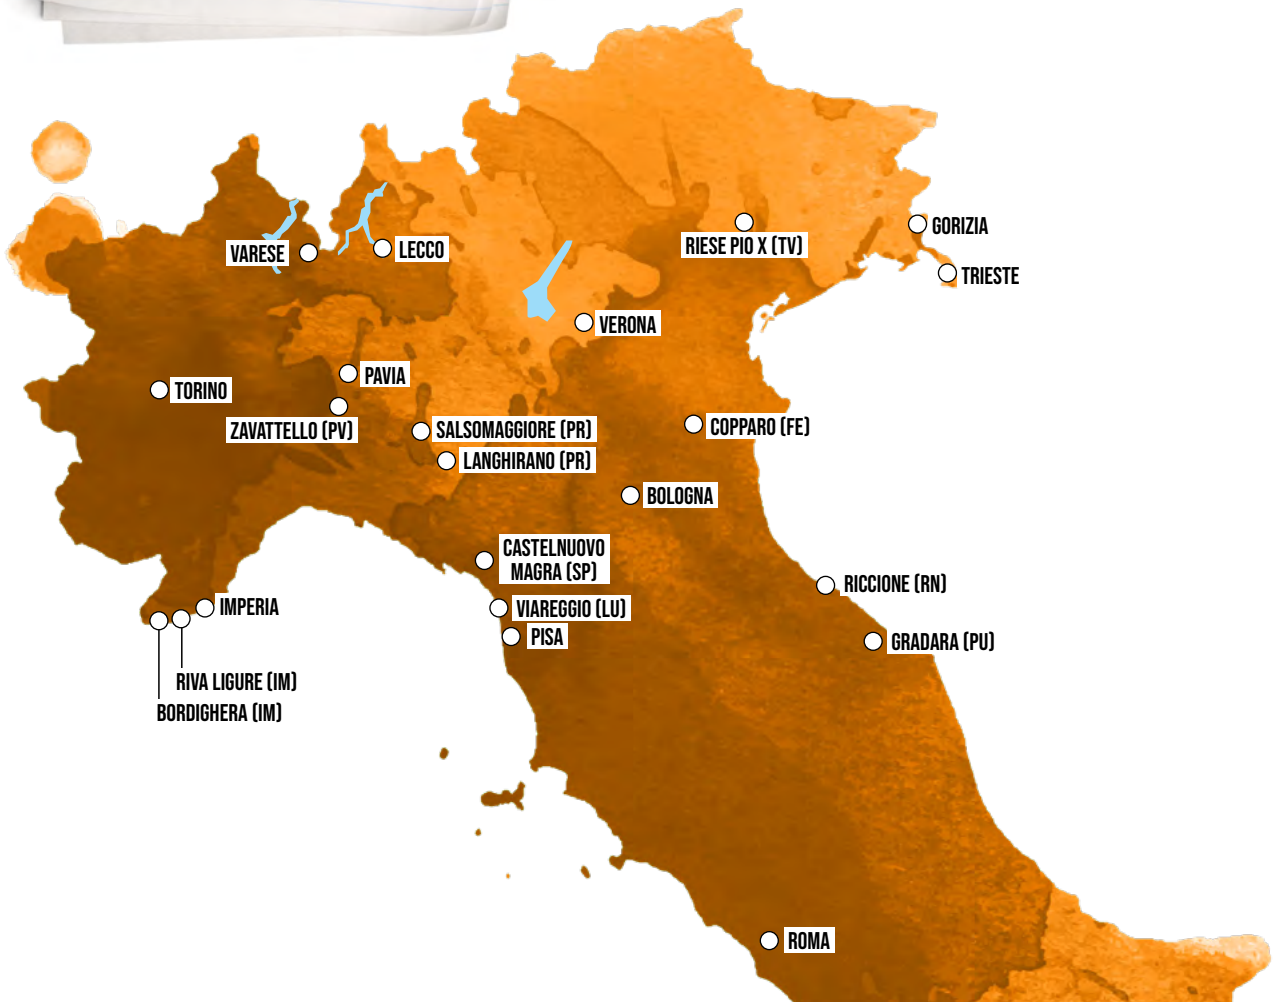 RIESE PIO X (TV)
GORIZIA
VARESE
LECCO
TRIESTE
VERONA
PAVIA
TORINO
ZAVATTELLO (PV)
SALSOMAGGIORE (PR)
COPPARO (FE)
LANGHIRANO (PR)
BOLOGNA
CASTELNUOVO
MAGRA (SP)
RICCIONE (RN)
IMPERIA
VIAREGGIO (LU)
PISA
GRADARA (PU)
RIVA LIGURE (IM)
BORDIGHERA (IM)
ROMA